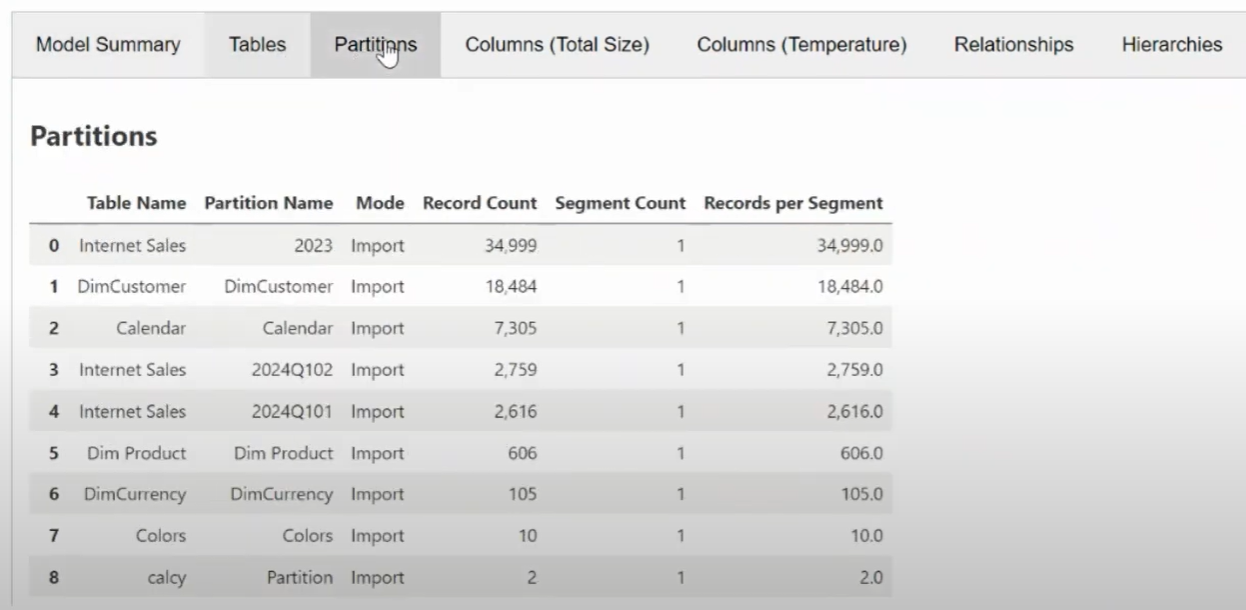 Model Summary Tables Partitions Columns (Total Size) Columns (Temperature) Relationships Hierarchies
Partitions
Table Name Partition Name Mode Record Count Segment Count Records per Segment
0 Internet Sales 2023 Import 34,999 1 34,999.0
1 DimCustomer DimCustomer Import 18,484 1 18,484.0
2 Calendar Calendar Import 7,305 1 7,305.0
3 Internet Sales 2024Q102 Import 2,759 1 2,759.0
4 Internet Sales 2024Q101 Import 2,616 1 2,616.0
5 Dim Product Dim Product Import 606 1 606.0
6 DimCurrency DimCurrency Import 105 1 105.0
7 Colors Colors Import 10 1 10.0
8 calcy Partition Import 2 1 2.0